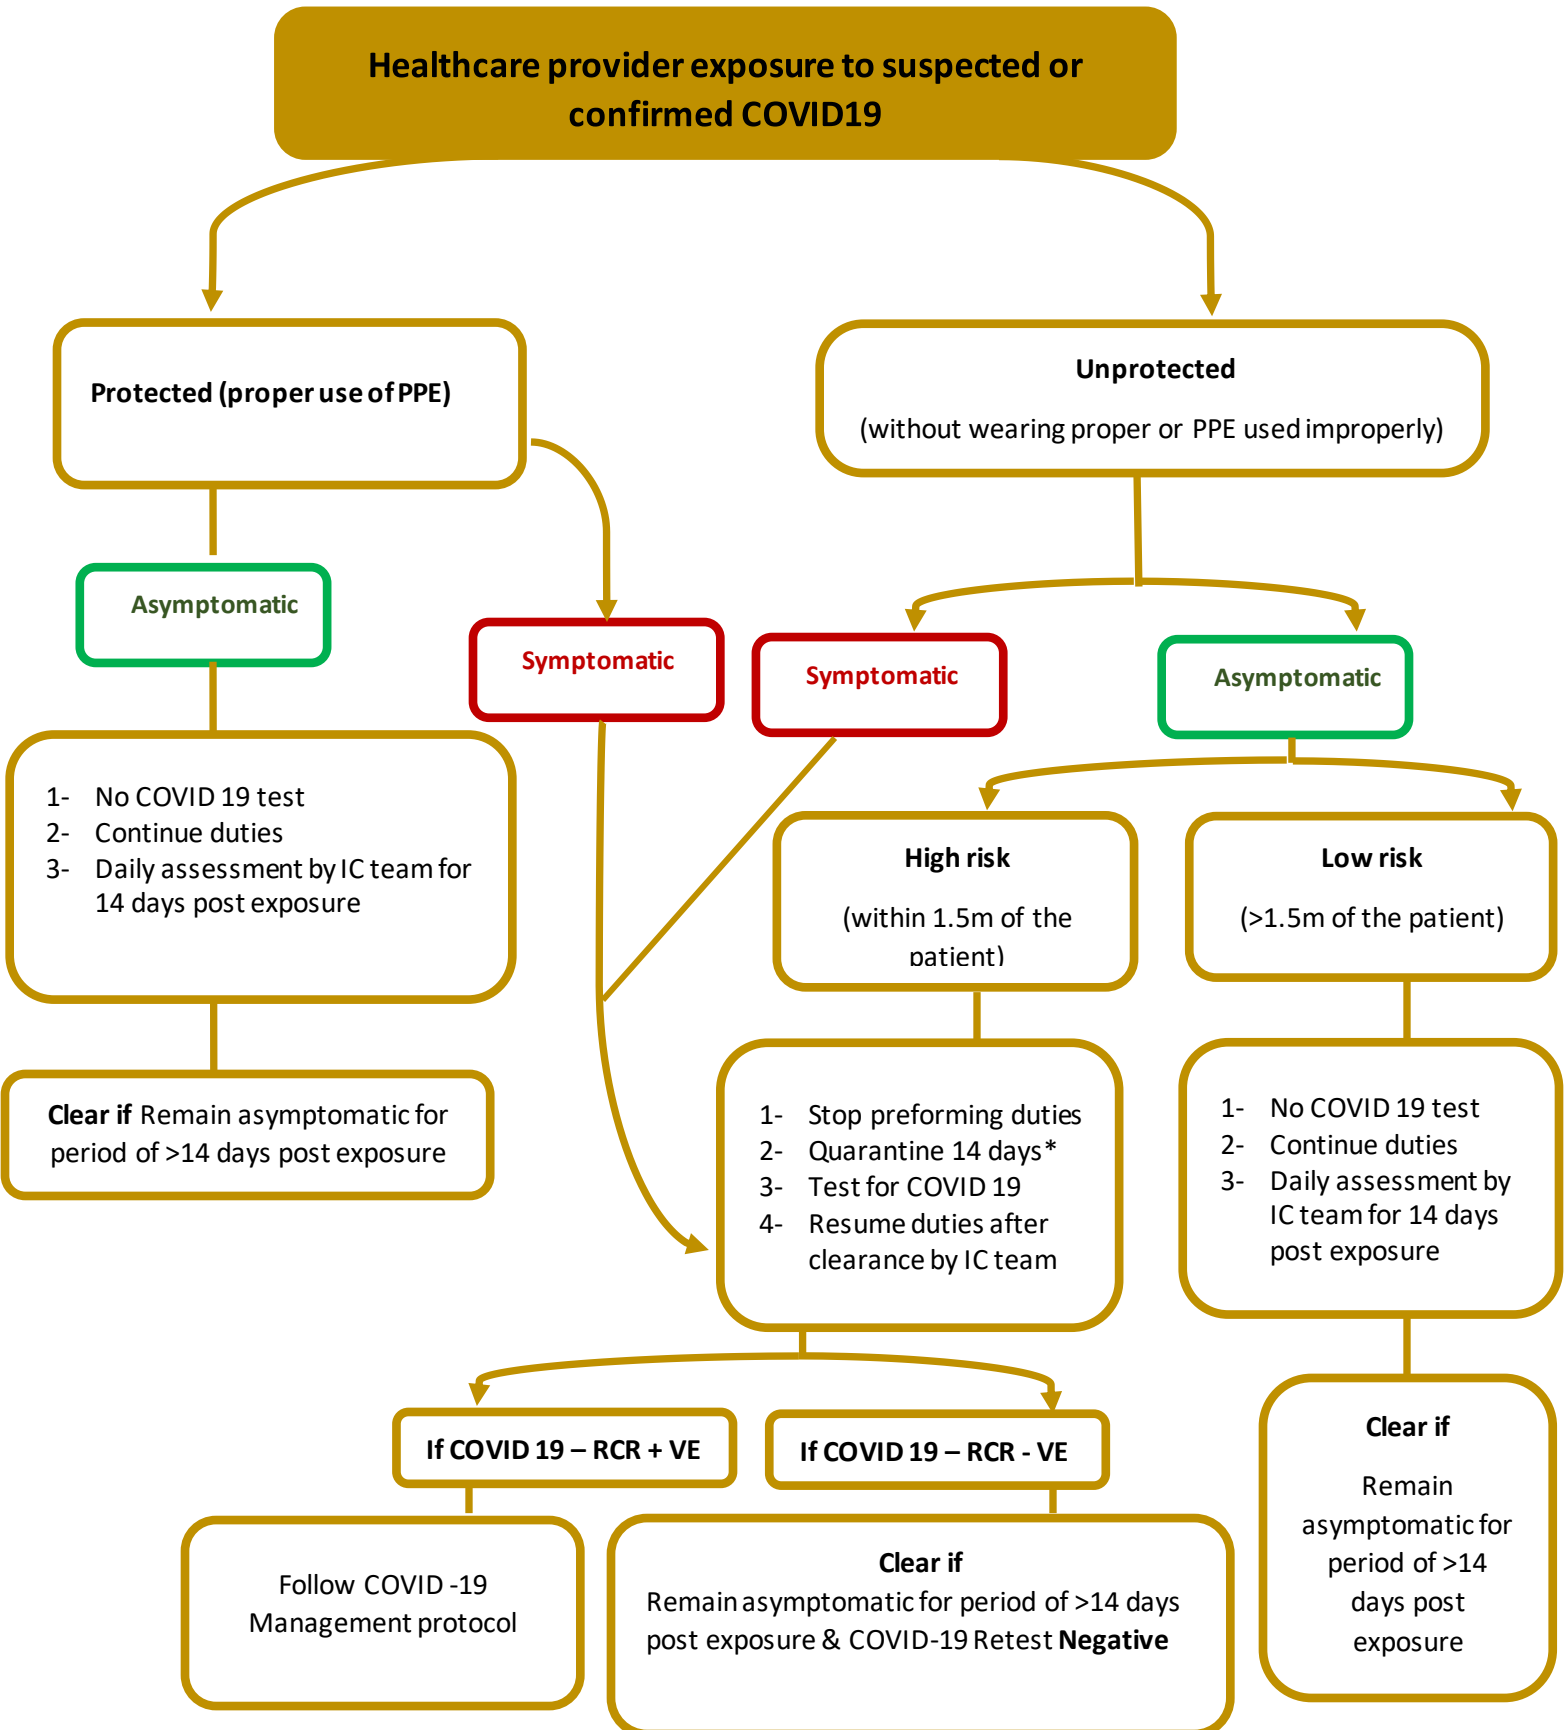 Healthcare provider exposure to suspected or
confirmed COVID19
Protected (proper use of PPE)
Unprotected
(without wearing proper or PPE used improperly)
Asymptomatic
Symptomatic
Symptomatic
Asymptomatic
1- No COVID 19 test
2- Continue duties
3- Daily assessment by IC team for
14 days post exposure
High risk
(within 1.5m of the
patient)
Low risk
(>1.5m of the patient)
Clear if Remain asymptomatic for
period of >14 days post exposure
1- Stop preforming duties
2- Quarantine 14 days*
3- Test for COVID 19
4- Resume duties after
clearance by IC team
1- No COVID 19 test
2- Continue duties
3- Daily assessment by
IC team for 14 days
post exposure
If COVID 19 – RCR + VE
If COVID 19 – RCR - VE
Follow COVID -19
Management protocol
Clear if
Remain asymptomatic for period of >14 days
post exposure & COVID-19 Retest Negative
Clear if
Remain
asymptomatic for
period of >14
days post
exposure